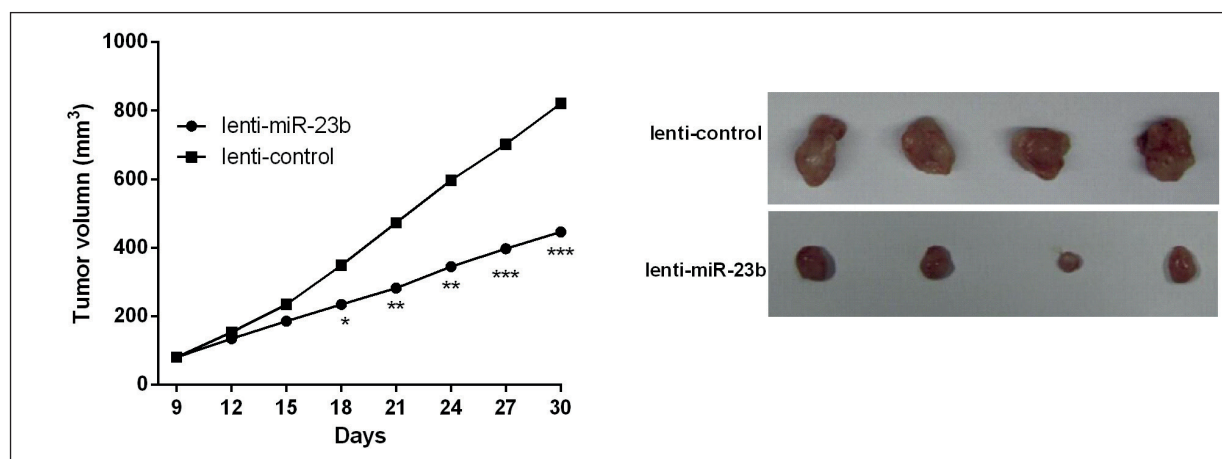 1000
800
600
400
200
0
Tumor volumn (mm³)
lenti-miR-23b
lenti-control
*
**
**
***
***
9 12 15 18 21 24 27 30
Days
lenti-control
lenti-miR-23b